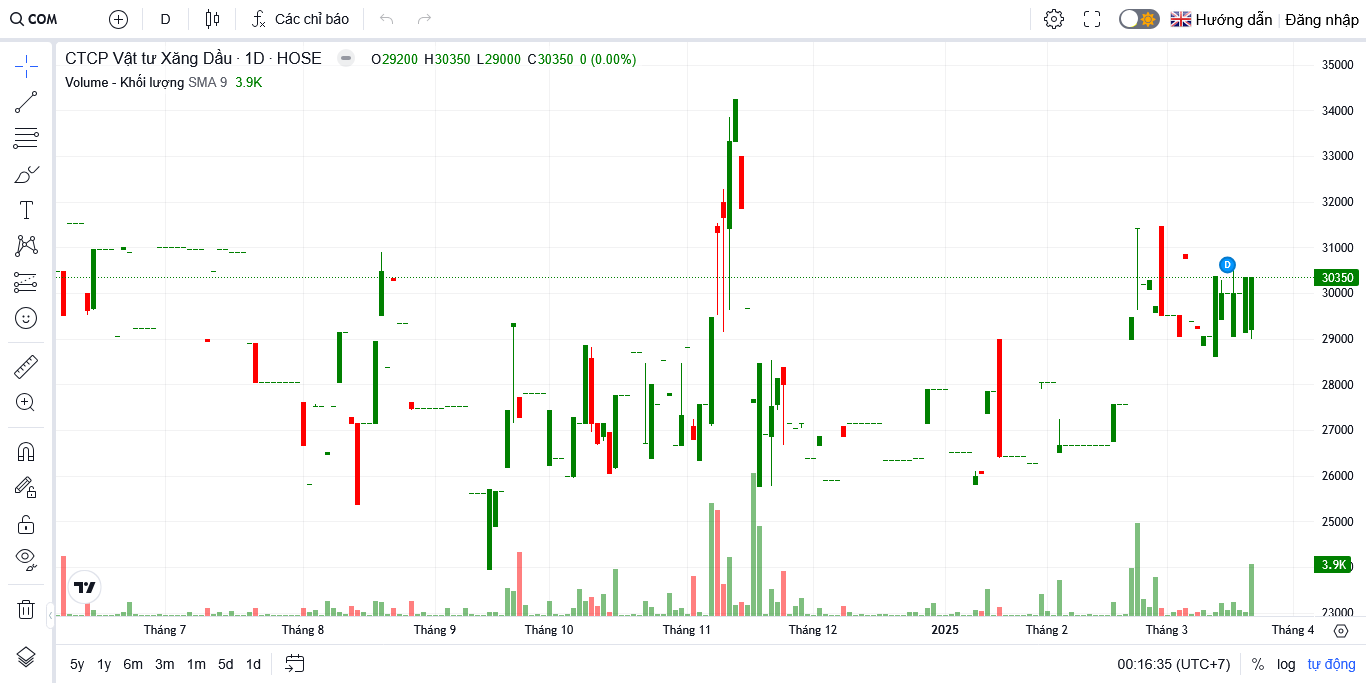 COM D Các chỉ báo Hướng dẫn Đăng nhập
CTCP Vật tư Xăng Dầu · 1D · HOSE O29200 H30350 L29000 C30350 0 (0.00%)
Volume - Khối lượng SMA 9 3.9K
35000
34000
33000
32000
31000
D
30350
30000
29000
28000
27000
26000
25000
3.9K
23000
Tháng 7 Tháng 8 Tháng 9 Tháng 10 Tháng 11 Tháng 12 2025 Tháng 2 Tháng 3 Tháng 4
5y 1y 6m 3m 1m 5d 1d 00:16:35 (UTC+7) % log tự động